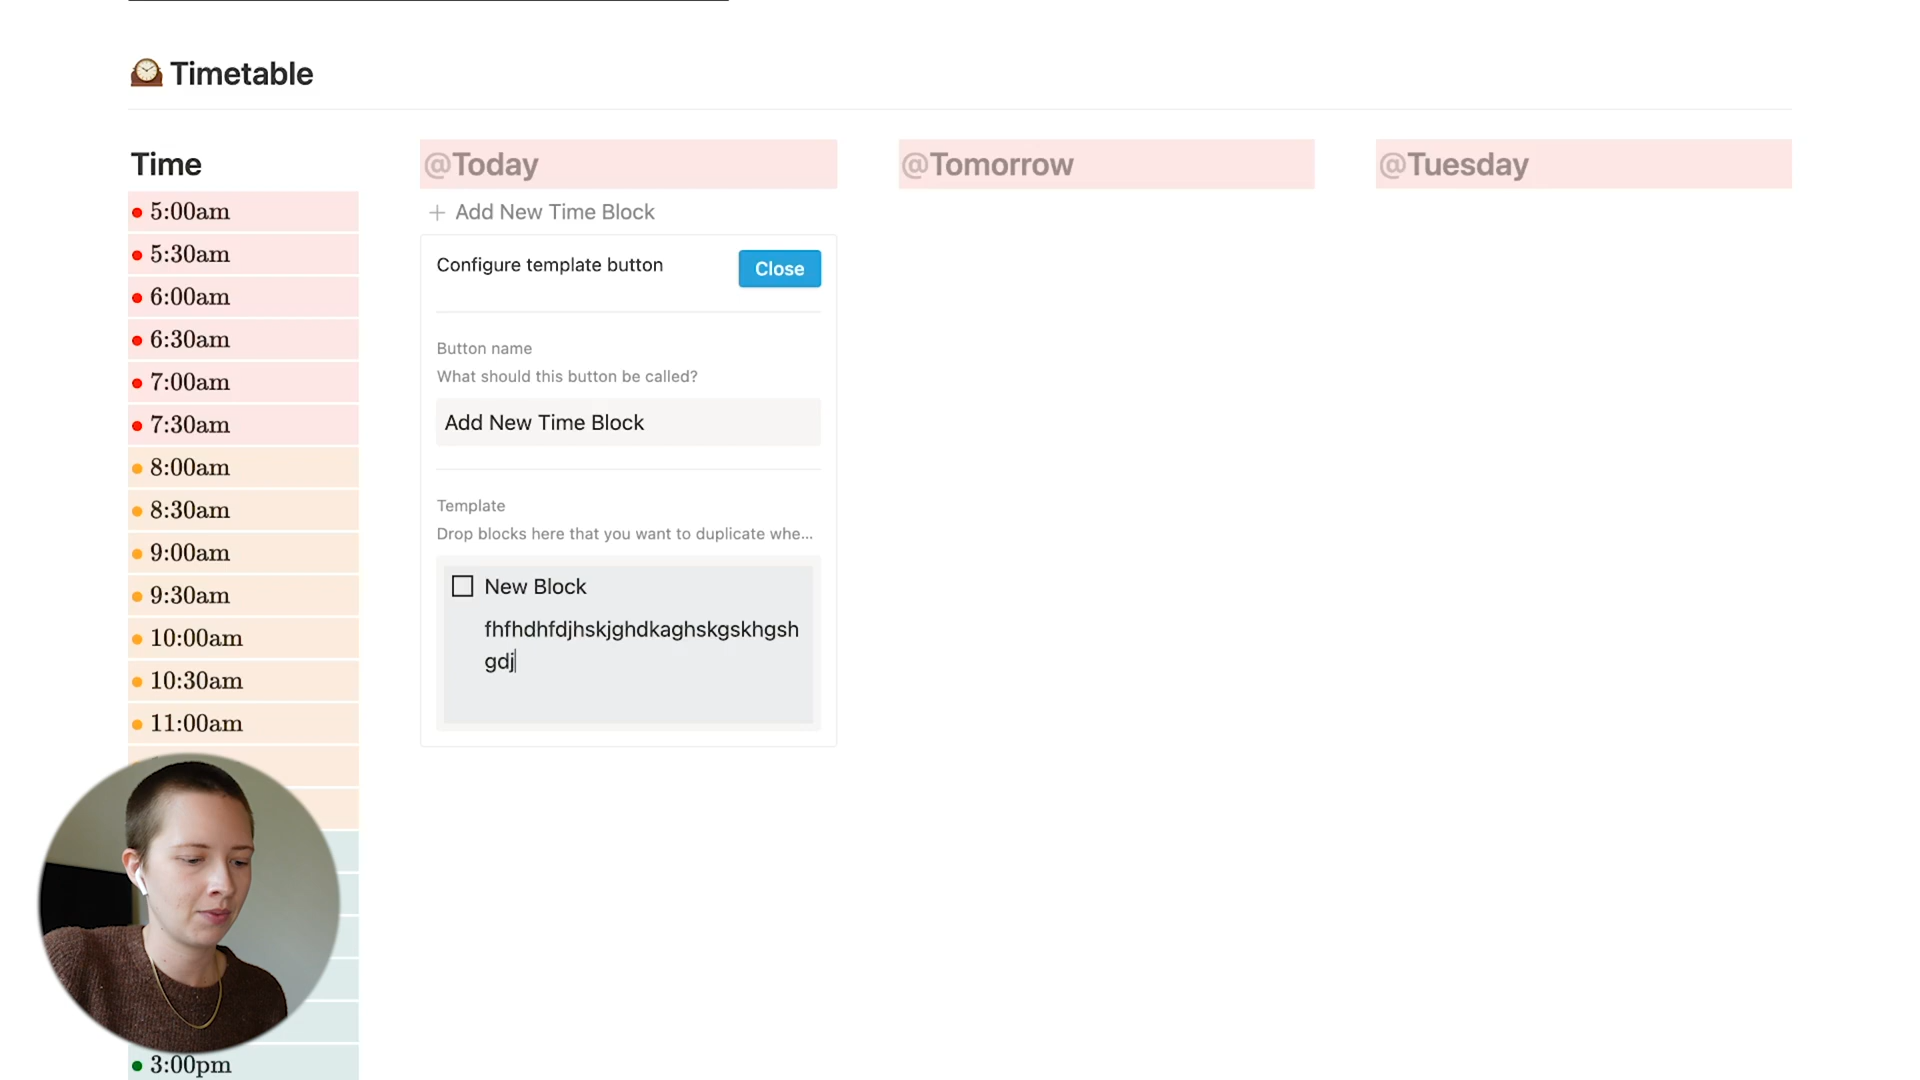 Timetable
Time
@Today
@Tomorrow
@Tuesday
5:00am
5:30am
6:00am
6:30am
7:00am
7:30am
8:00am
8:30am
9:00am
9:30am
10:00am
10:30am
11:00am
3:00pm
+ Add New Time Block
Configure template button
Close
Button name
What should this button be called?
Add New Time Block
Template
Drop blocks here that you want to duplicate whe...
New Block
fhfhdhfdjhskjghdkaghskgskhgsh
gdj